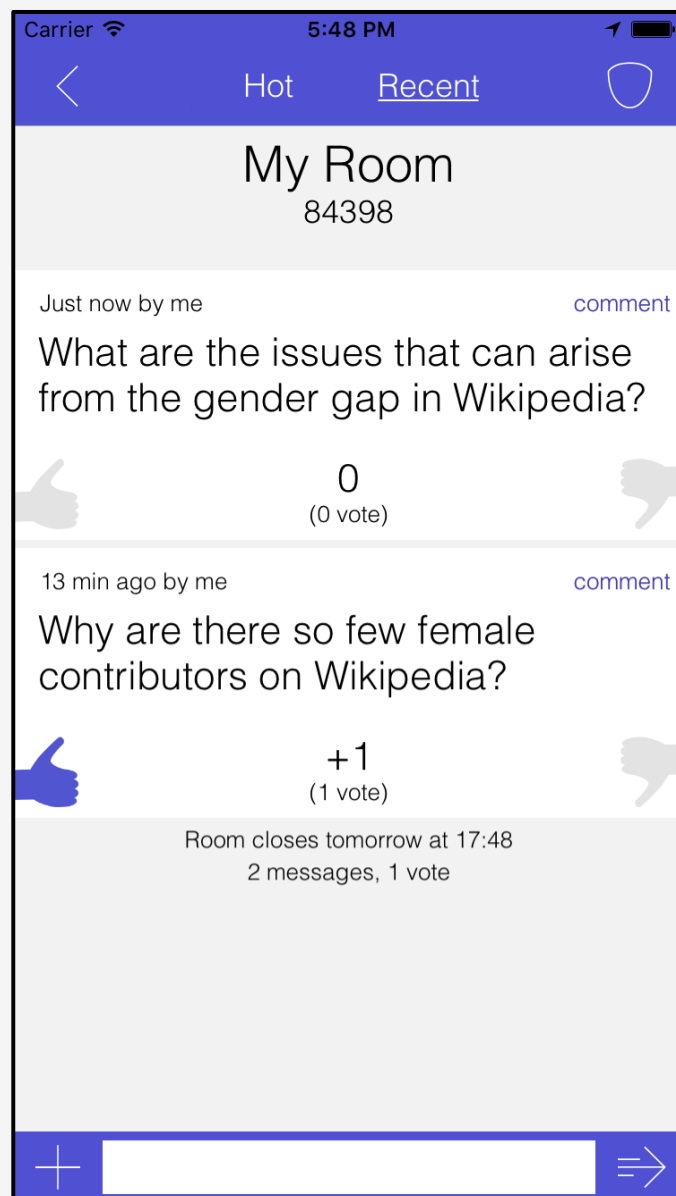 Carrier 5:48 PM
Hot Recent
My Room
84398
Just now by me comment
What are the issues that can arise
from the gender gap in Wikipedia?
0
(0 vote)
13 min ago by me comment
Why are there so few female
contributors on Wikipedia?
+1
(1 vote)
Room closes tomorrow at 17:48
2 messages, 1 vote